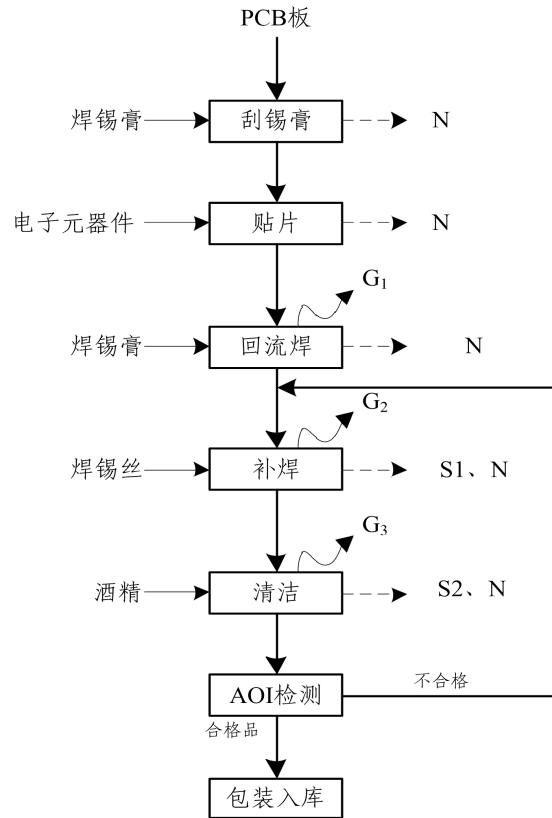 PCB板
焊锡膏 刮锡膏 N
电子元器件 贴片 N
G₁
焊锡膏 回流焊 N
G₂
焊锡丝 补焊 S1、N
G₃
酒精 清洁 S2、N
AOI检测 不合格
合格品
包装入库